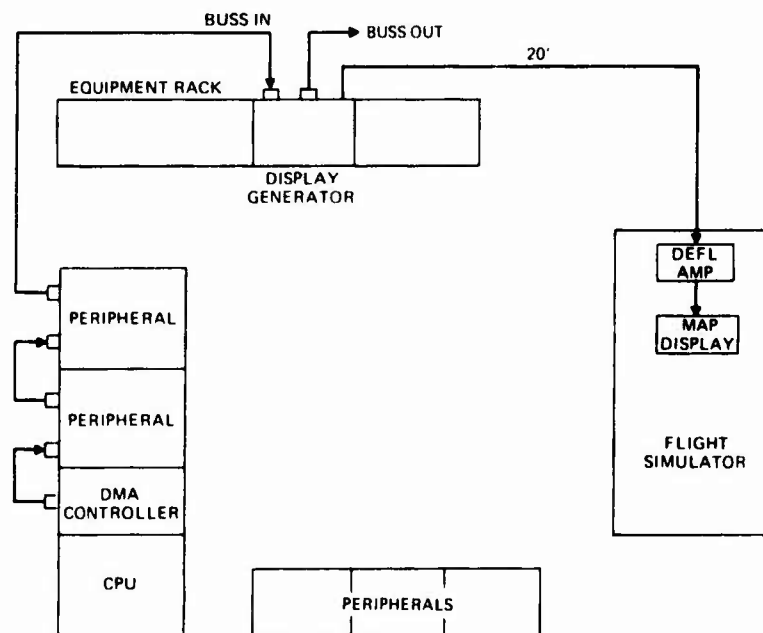 BUSS IN
BUSS OUT
20'
EQUIPMENT RACK
DISPLAY
GENERATOR
DEFL
AMP
MAP
DISPLAY
FLIGHT
SIMULATOR
PERIPHERAL
PERIPHERAL
DMA
CONTROLLER
CPU
PERIPHERALS